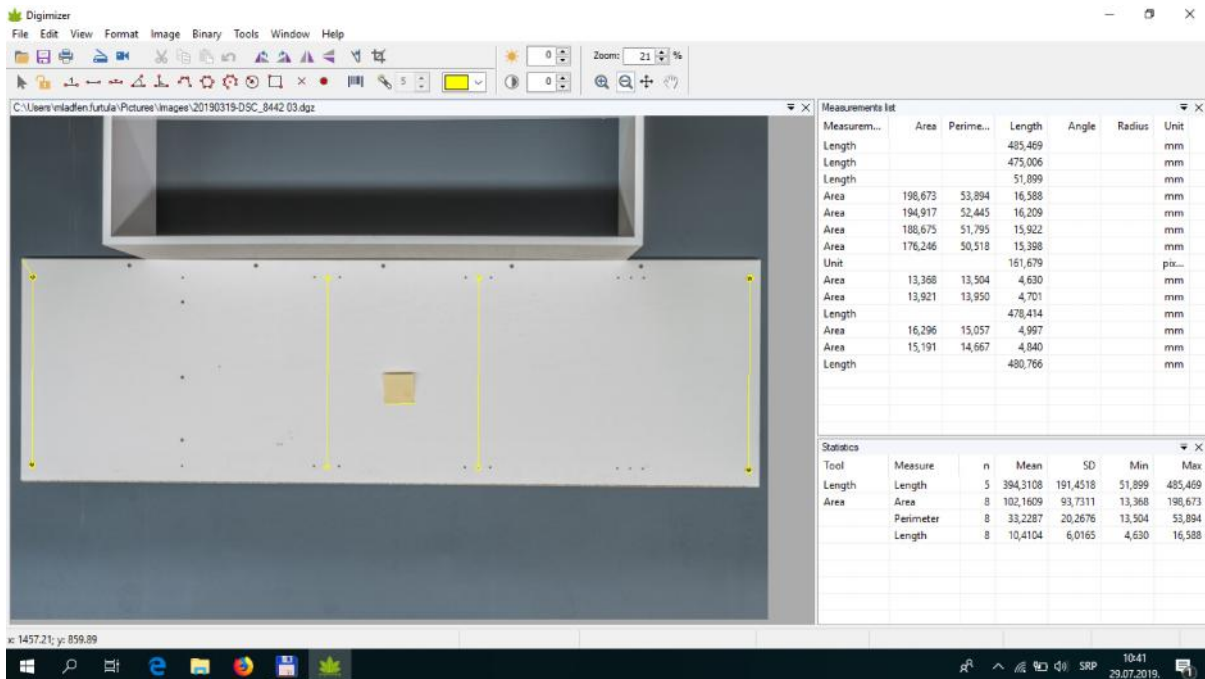 Digimizer
File Edit View Format Image Binary Tools Window Help
0 Zoom: 21 %
5 0
C:\Users\mladfen.furtula\Pictures\Images\20190319-DSC_8442 03.dgz
Measurements list
Measurem... Area Perime... Length Angle Radius Unit
Length 485,469 mm
Length 475,006 mm
Length 51,899 mm
Area 198,673 53,894 16,588 mm
Area 194,917 52,445 16,209 mm
Area 188,675 51,795 15,922 mm
Area 176,246 50,518 15,398 mm
Unit 161,679 pix...
Area 13,368 13,504 4,630 mm
Area 13,921 13,950 4,701 mm
Length 478,414 mm
Area 16,296 15,057 4,997 mm
Area 15,191 14,667 4,840 mm
Length 480,766 mm
Statistics
Tool Measure n Mean SD Min Max
Length Length 5 394,3108 191,4518 51,899 485,469
Area Area 8 102,1609 93,7311 13,368 198,673
Perimeter 8 33,2287 20,2676 13,504 53,894
Length 8 10,4104 6,0165 4,630 16,588
x: 1457.21; y: 859.89
SRP 10:41
29.07.2019.